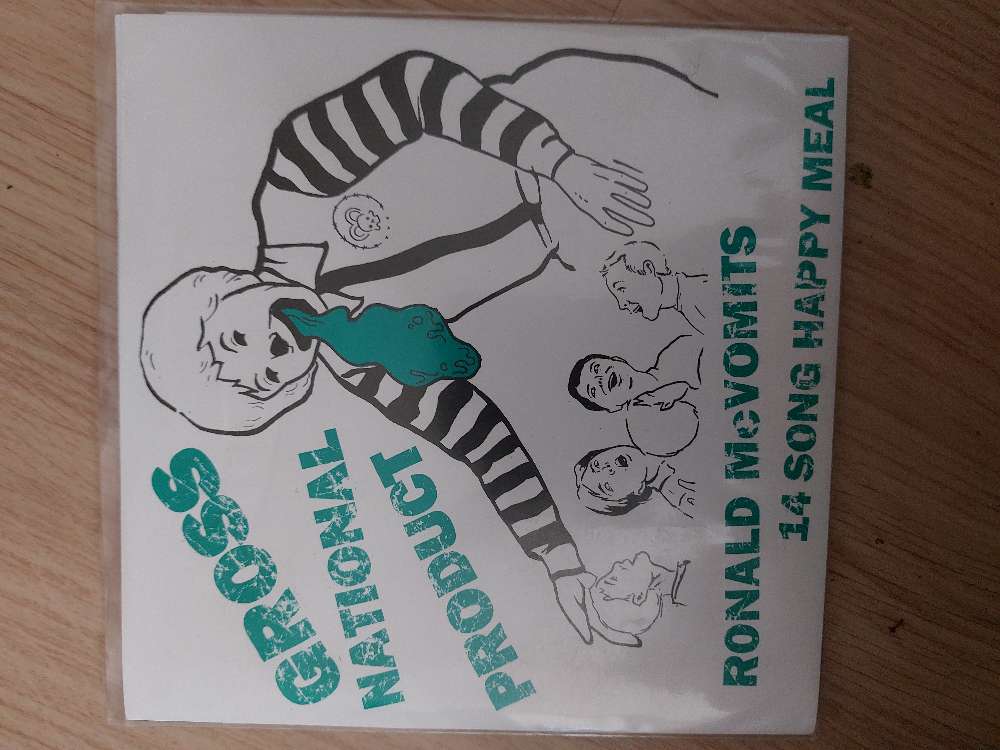 GROSS
NATIONAL
PRODUCT
RONALD McVOMITS
14 SONG HAPPY MEAL